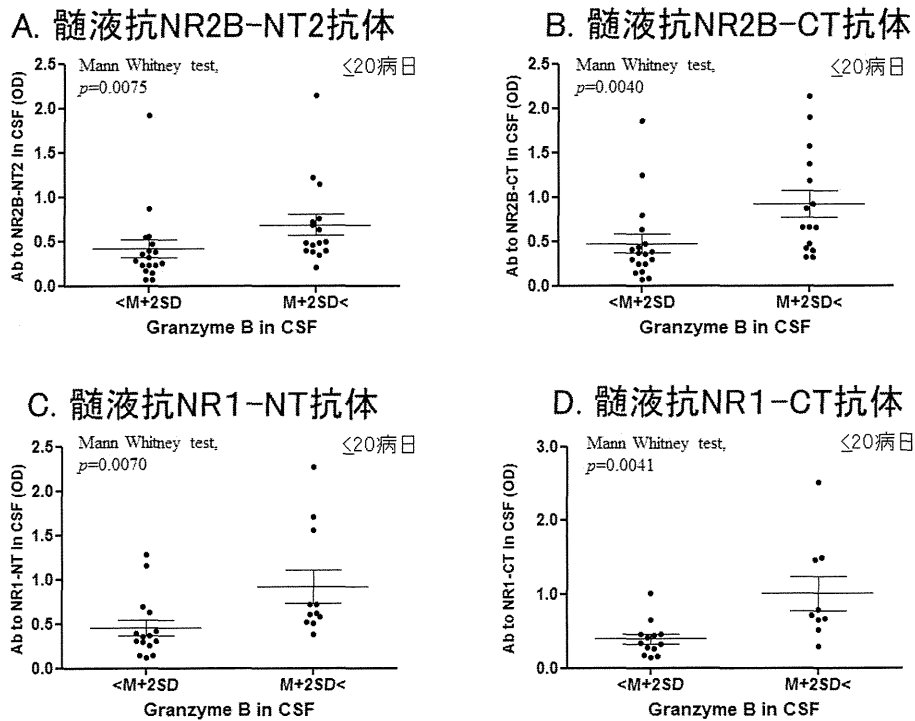 A. 髄液抗NR2B-NT2抗体
Mann Whitney test,
p=0.0075
≤20病日
Ab to NR2B-NT2 in CSF (OD)
2.5
2.0
1.5
1.0
0.5
0.0
<M+2SD
M+2SD<
Granzyme B in CSF
B. 髄液抗NR2B-CT抗体
Mann Whitney test,
p=0.0040
≤20病日
Ab to NR2B-CT in CSF (OD)
2.5
2.0
1.5
1.0
0.5
0.0
<M+2SD
M+2SD<
Granzyme B in CSF
C. 髄液抗NR1-NT抗体
Mann Whitney test,
p=0.0070
≤20病日
Ab to NR1-NT in CSF (OD)
2.5
2.0
1.5
1.0
0.5
0.0
<M+2SD
M+2SD<
Granzyme B in CSF
D. 髄液抗NR1-CT抗体
Mann Whitney test,
p=0.0041
≤20病日
Ab to NR1-CT in CSF (OD)
3.0
2.0
1.0
0.0
<M+2SD
M+2SD<
Granzyme B in CSF